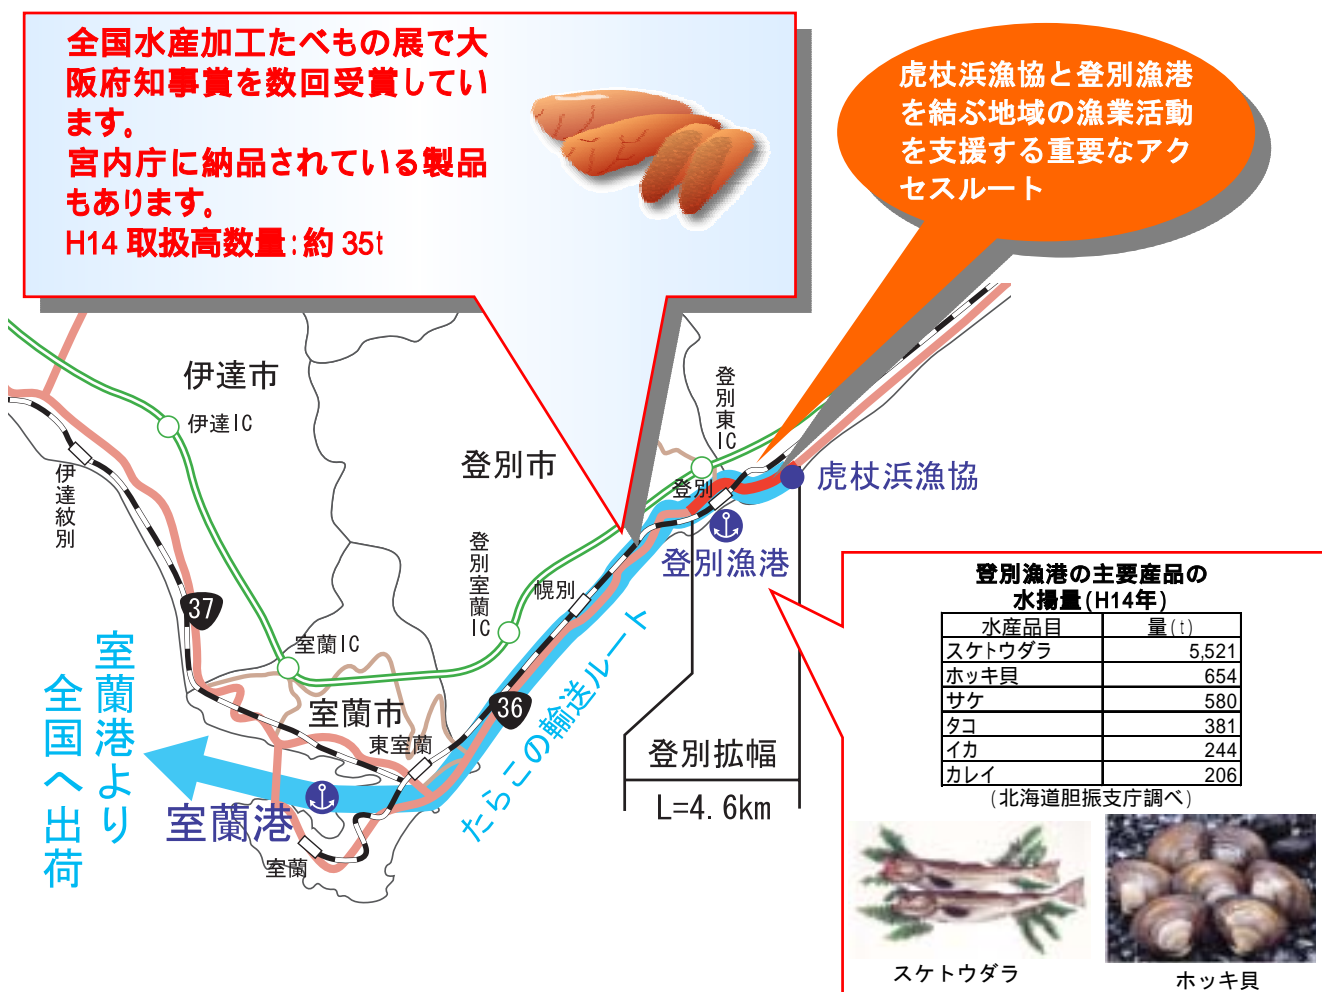 全国水産加工たべもの展で大
阪府知事賞を数回受賞してい
ます。
宮内庁に納品されている製品
もあります。
H14 取扱高数量：約 35t
虎杖浜漁協と登別漁港
を結ぶ地域の漁業活動
を支援する重要なアク
セスルート
伊達市
伊達IC
伊達紋別
登別市
登別東IC
登別
虎杖浜漁協
登別漁港
登別室蘭IC
幌別
37
室蘭IC
36
室蘭市
東室蘭
たらこの輸送ルート
室蘭港より
全国へ出荷
室蘭港
室蘭
登別拡幅
L=4.6km
登別漁港の主要産品の
水揚量(H14年)
水産品目 量(t)
スケトウダラ 5,521
ホッキ貝 654
サケ 580
タコ 381
イカ 244
カレイ 206
(北海道胆振支庁調べ)
スケトウダラ
ホッキ貝